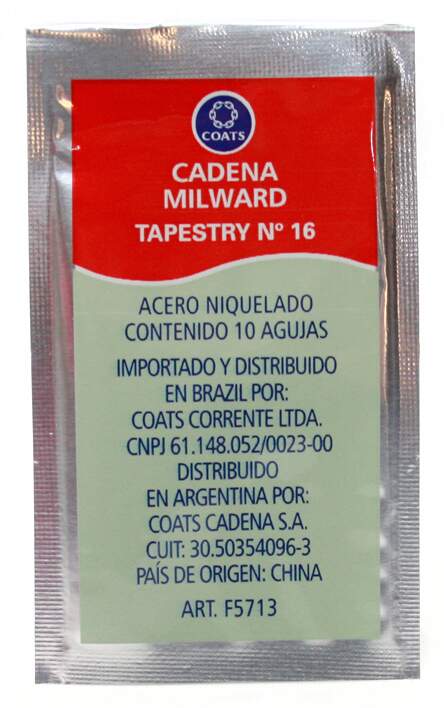 COATS
CADENA
MILWARD
TAPESTRY Nº 16
ACERO NIQUELADO
CONTENIDO 10 AGUJAS
IMPORTADO Y DISTRIBUIDO
EN BRAZIL POR:
COATS CORRENTE LTDA.
CNPJ 61.148.052/0023-00
DISTRIBUIDO
EN ARGENTINA POR:
COATS CADENA S.A.
CUIT: 30.50354096-3
PAÍS DE ORIGEN: CHINA
ART. F5713